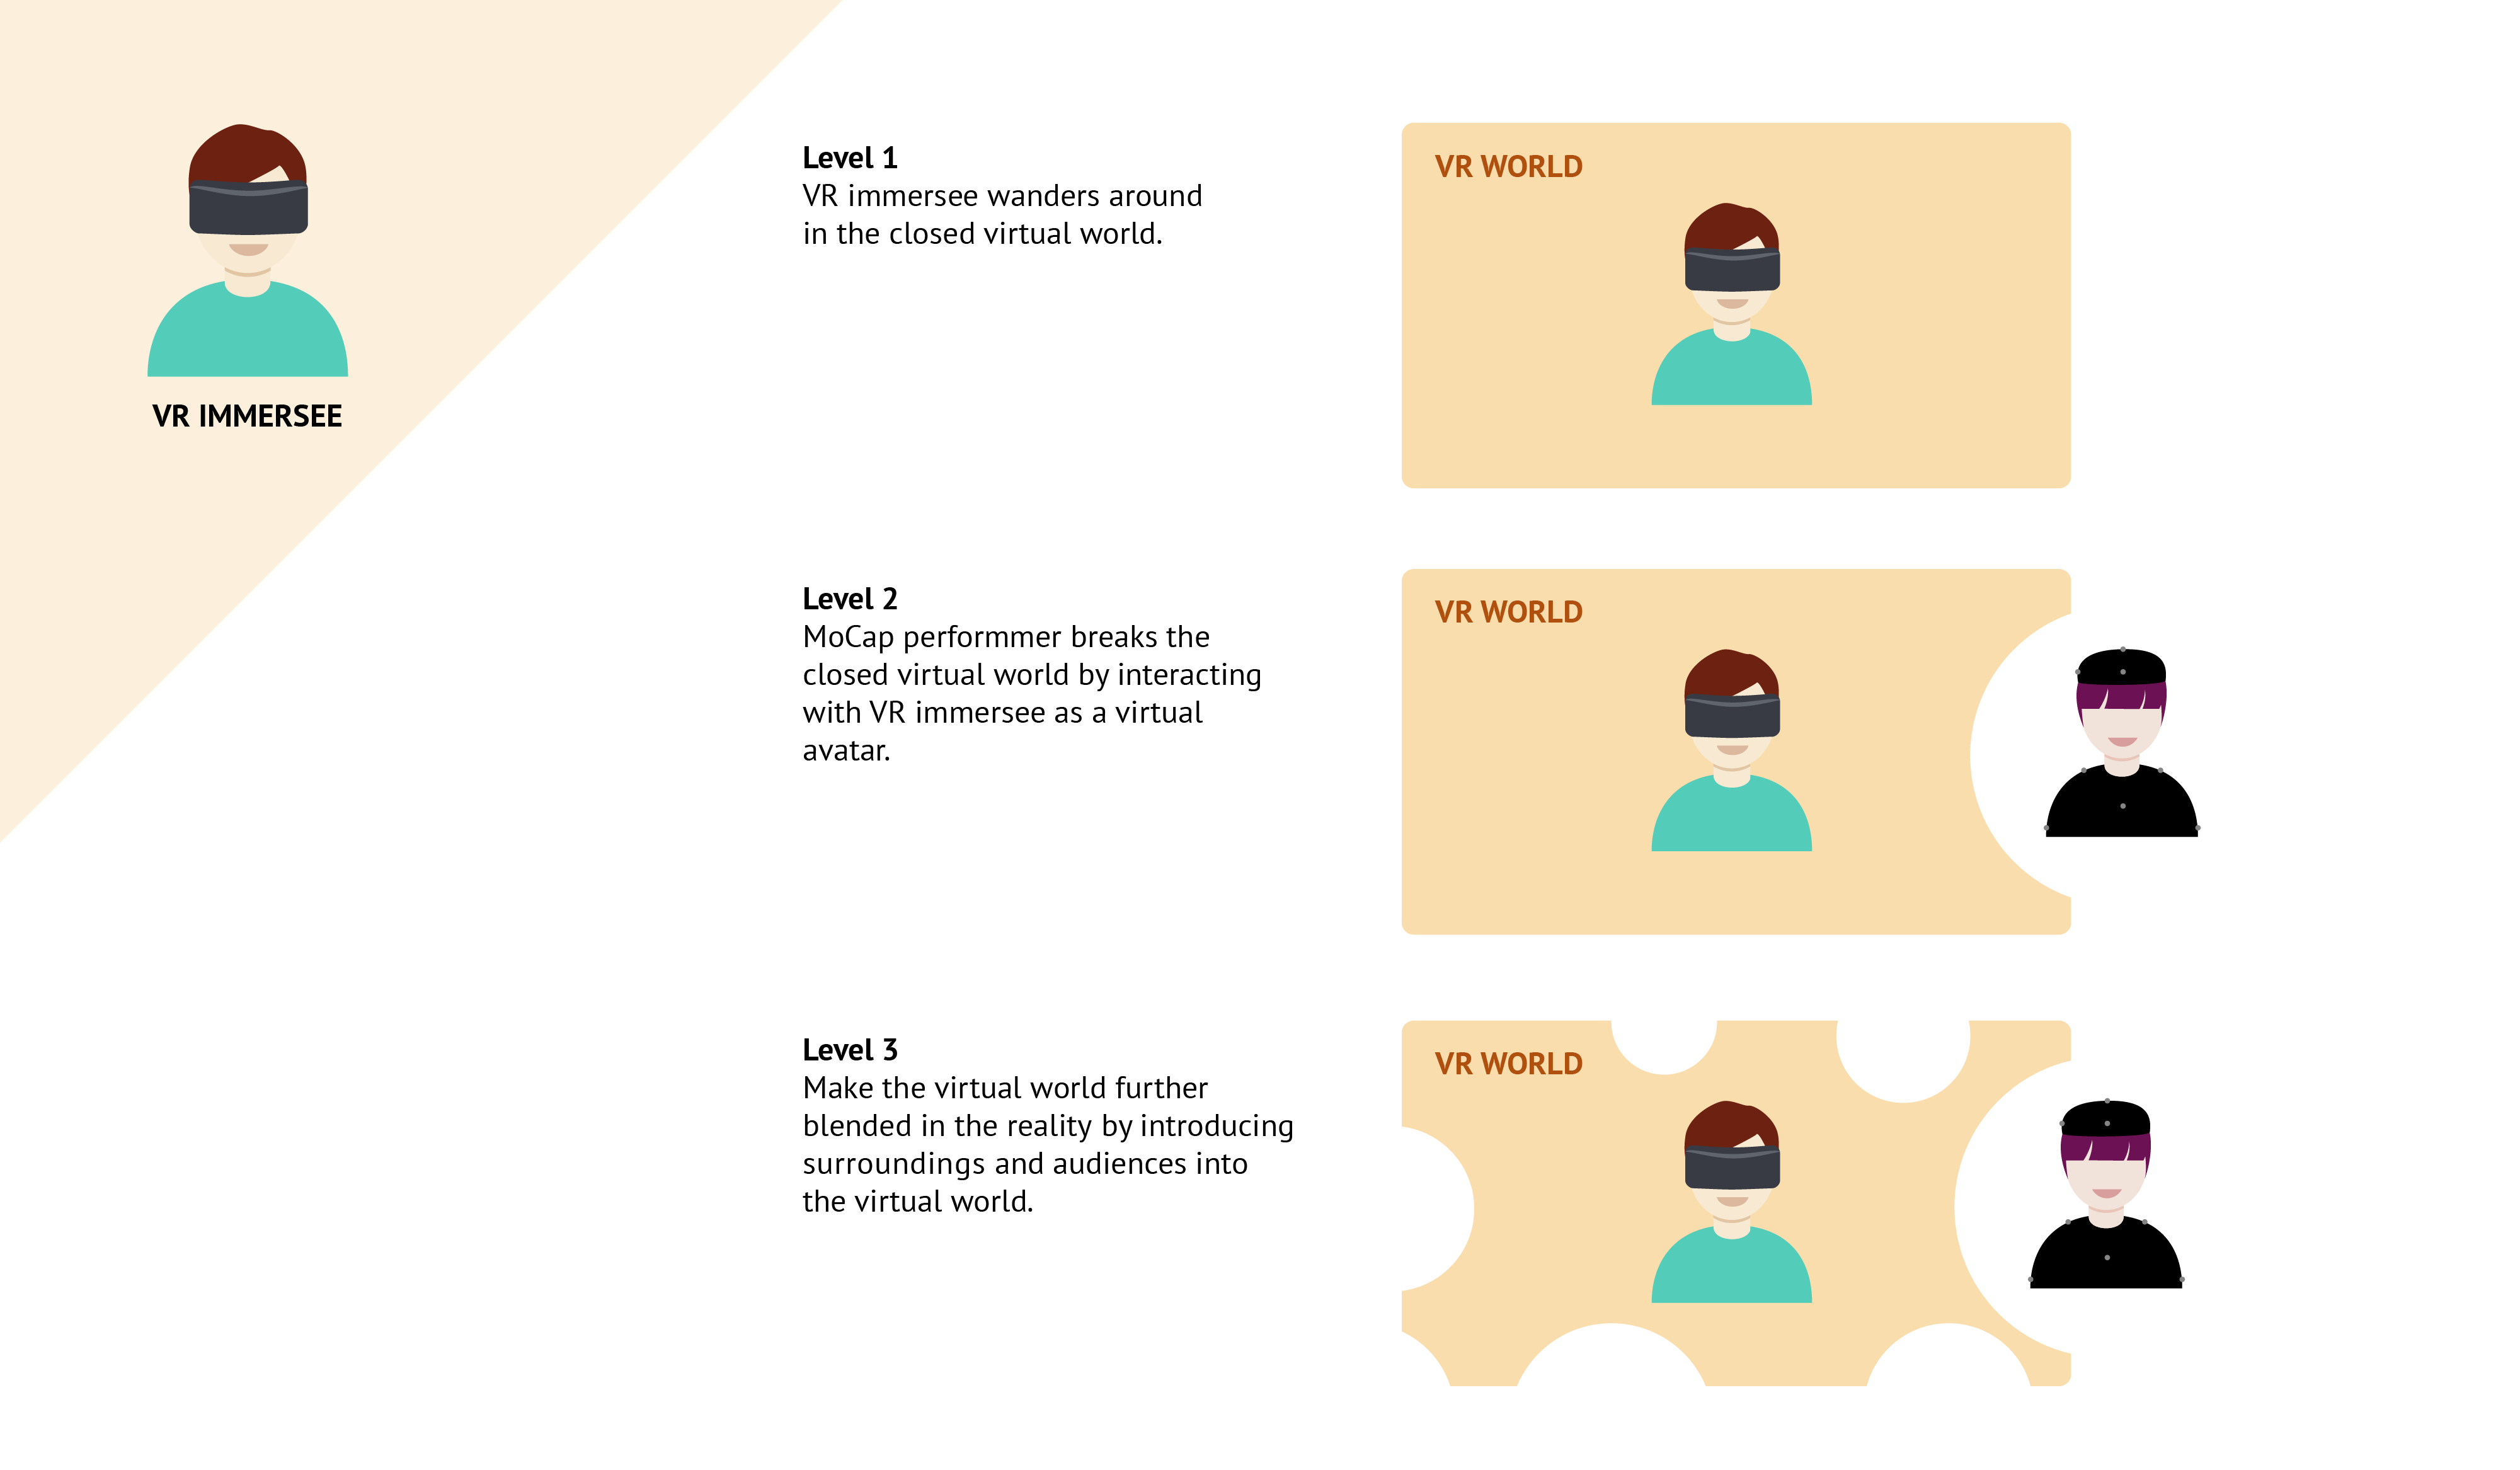 VR IMMERSEE
Level 1
VR immersee wanders around
in the closed virtual world.
VR WORLD
Level 2
MoCap performmer breaks the
closed virtual world by interacting
with VR immersee as a virtual
avatar.
VR WORLD
Level 3
Make the virtual world further
blended in the reality by introducing
surroundings and audiences into
the virtual world.
VR WORLD